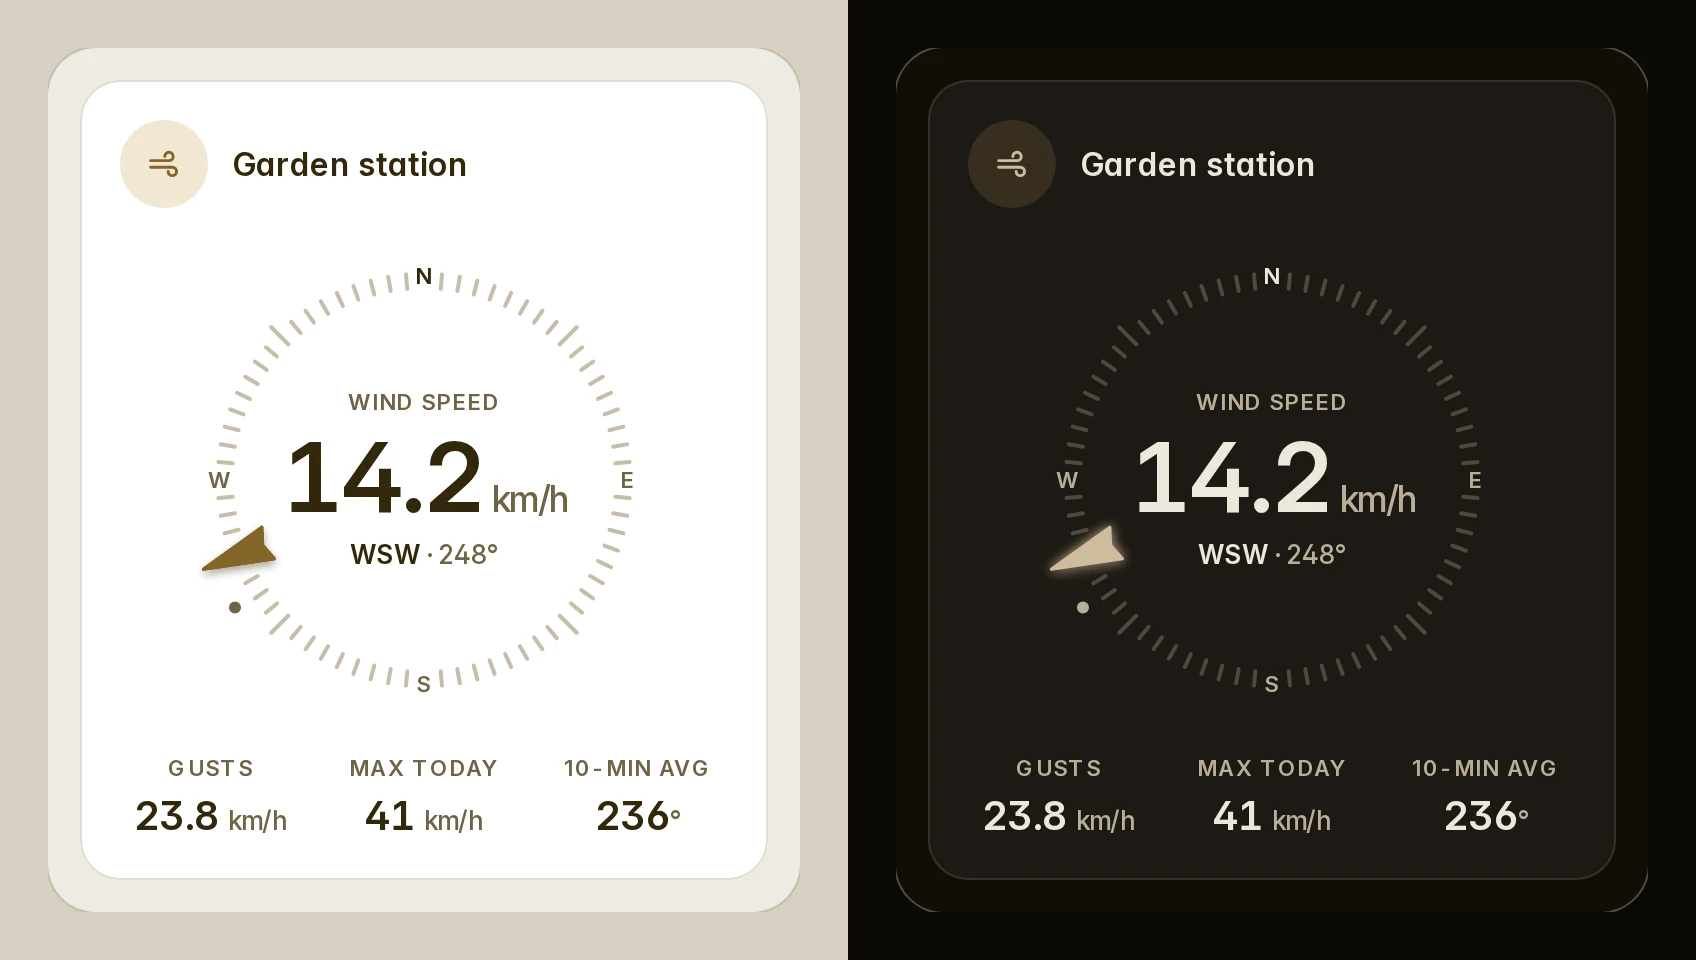 Garden station
N
WIND SPEED
14.2 km/h
W
E
WSW · 248°
S
GUSTS
MAX TODAY
10-MIN AVG
23.8 km/h
41 km/h
236°
Garden station
N
WIND SPEED
14.2 km/h
W
E
WSW · 248°
S
GUSTS
MAX TODAY
10-MIN AVG
23.8 km/h
41 km/h
236°